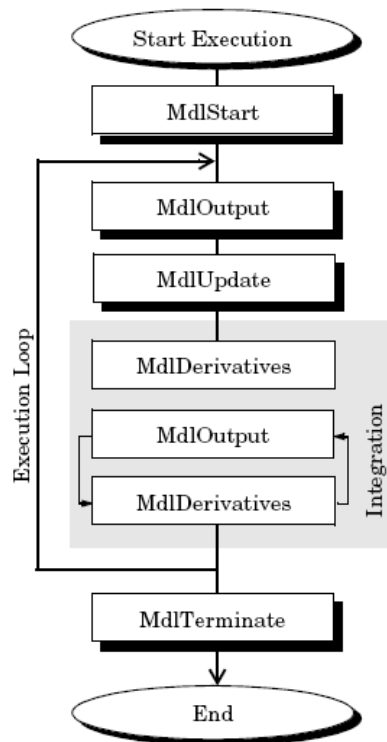 Start Execution
MdlStart
MdlOutput
MdlUpdate
MdlDerivatives
MdlOutput
MdlDerivatives
Execution Loop
Integration
MdlTerminate
End